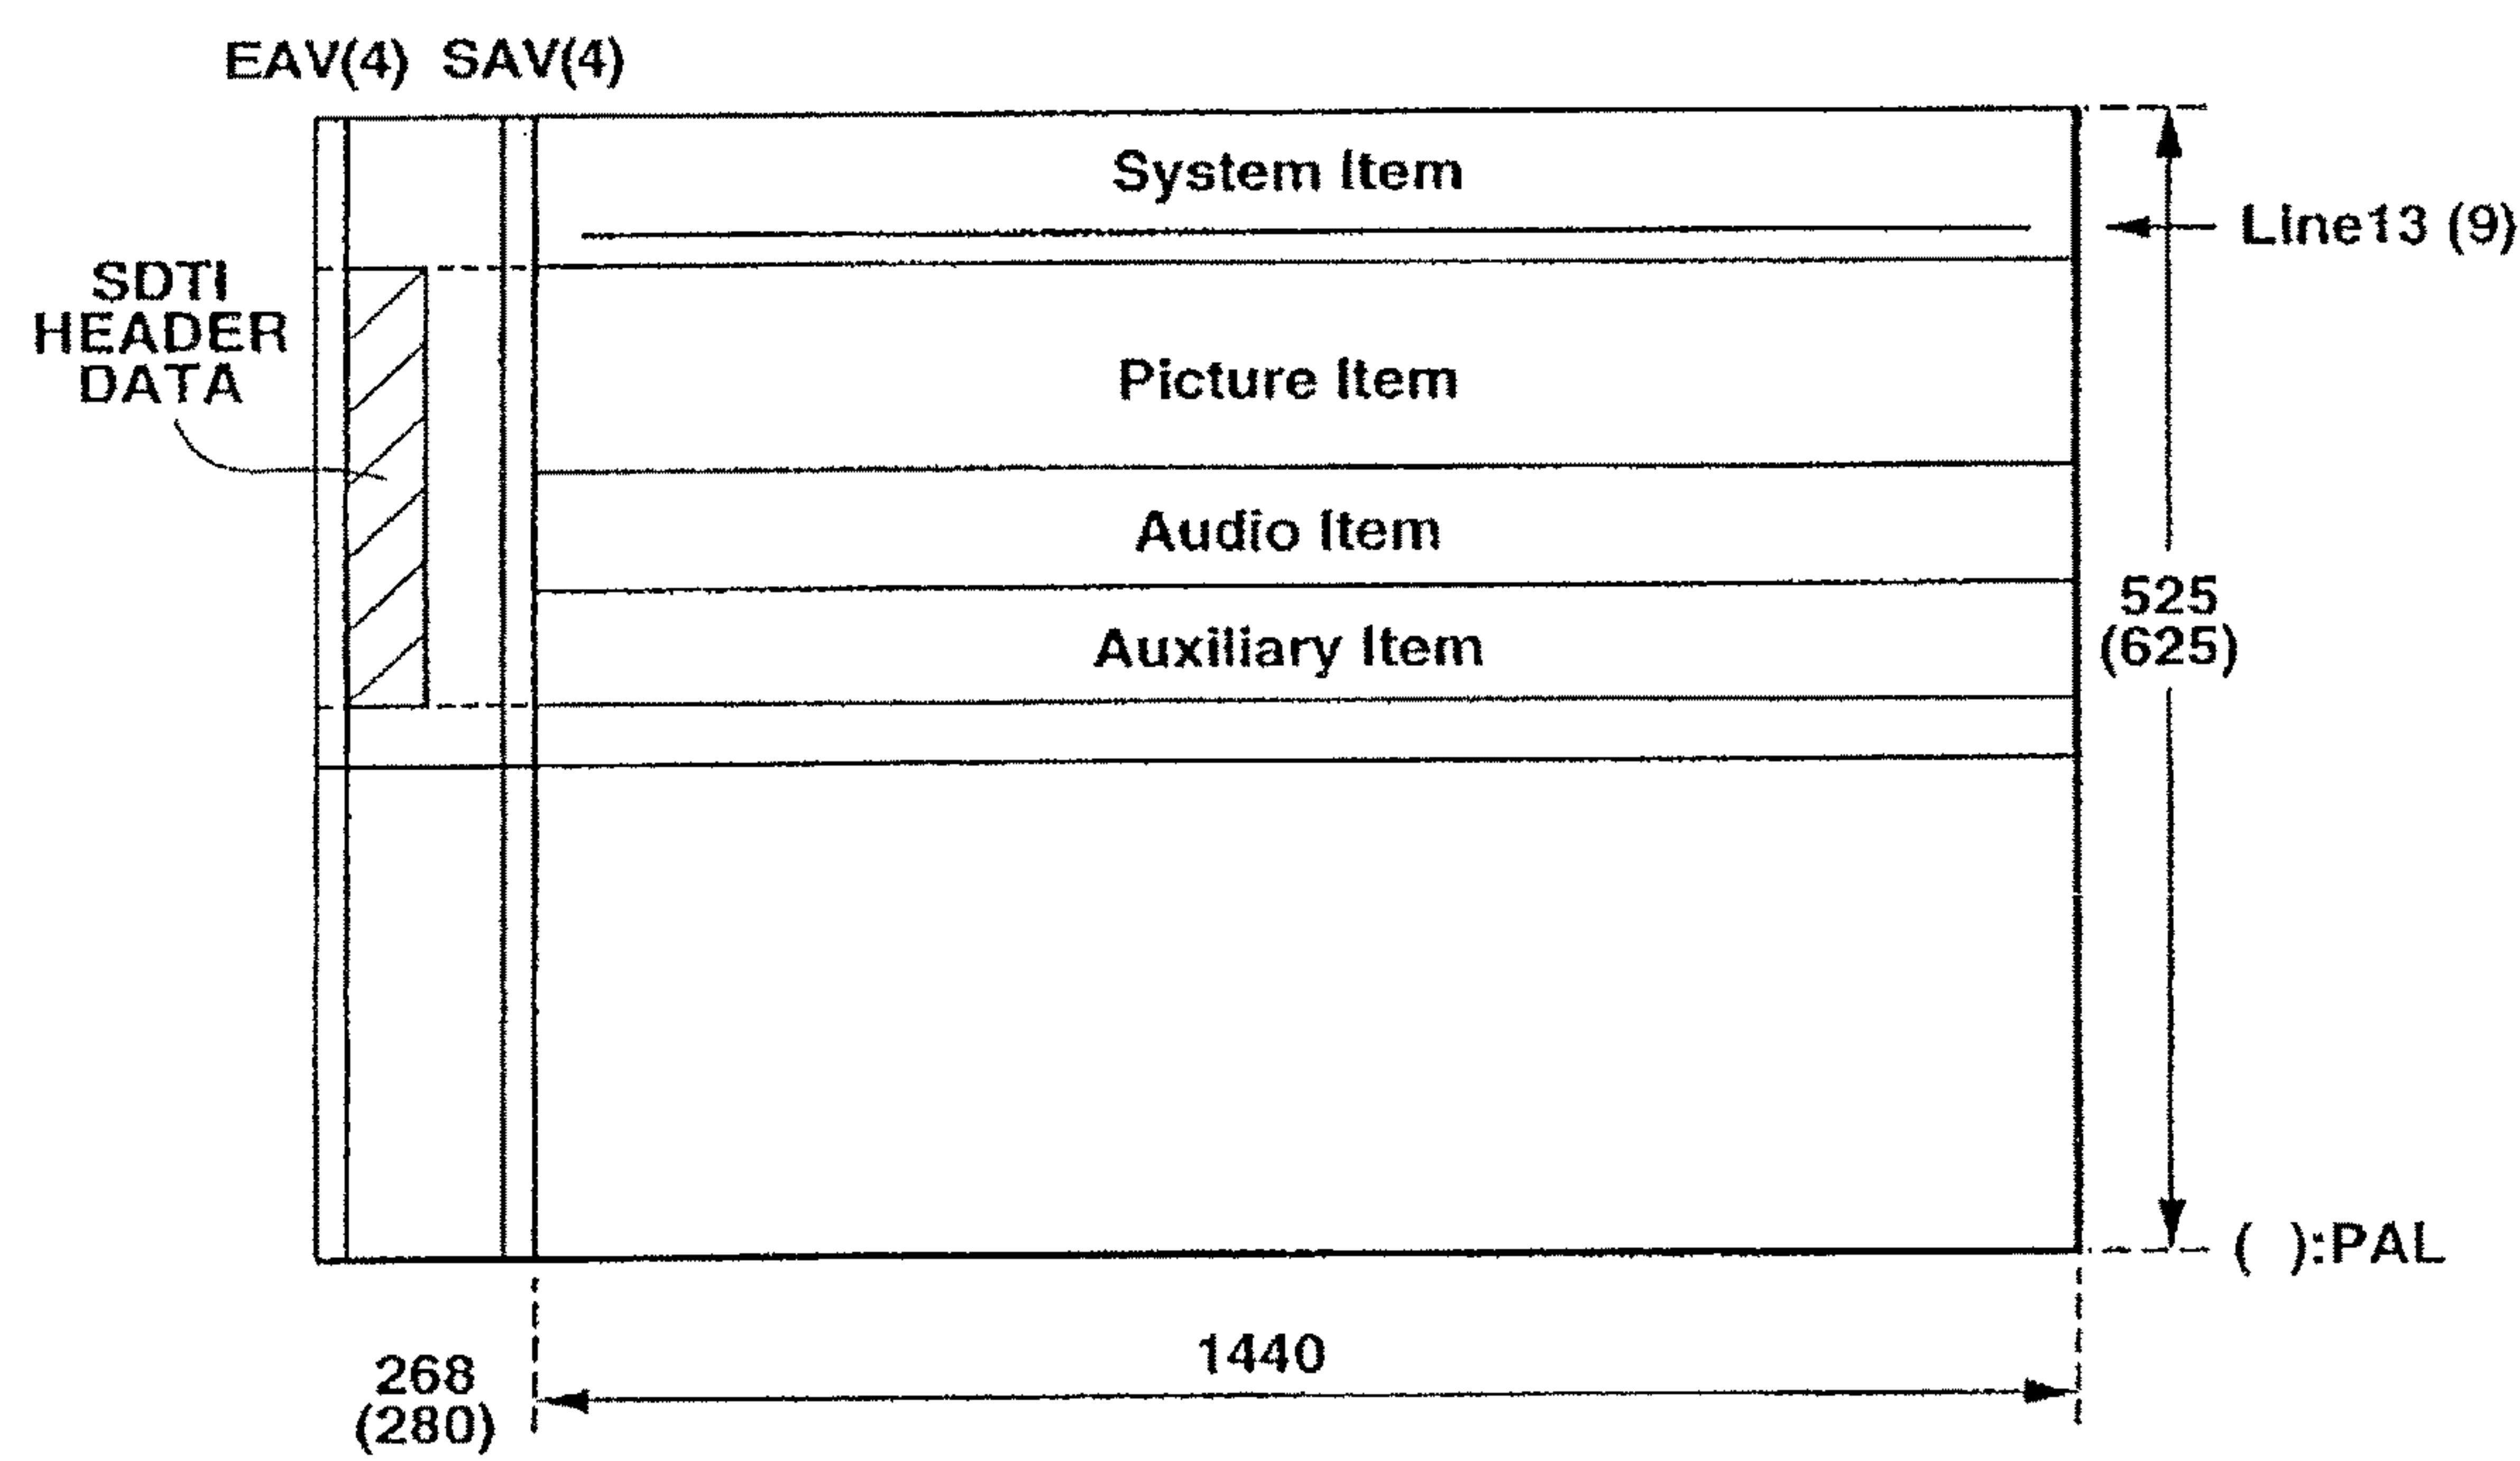 EAV(4) SAV(4)
System Item
Line13 (9)
SDTI
HEADER
DATA
Picture Item
Audio Item
525
(625)
Auxiliary Item
( ):PAL
1440
268
(280)